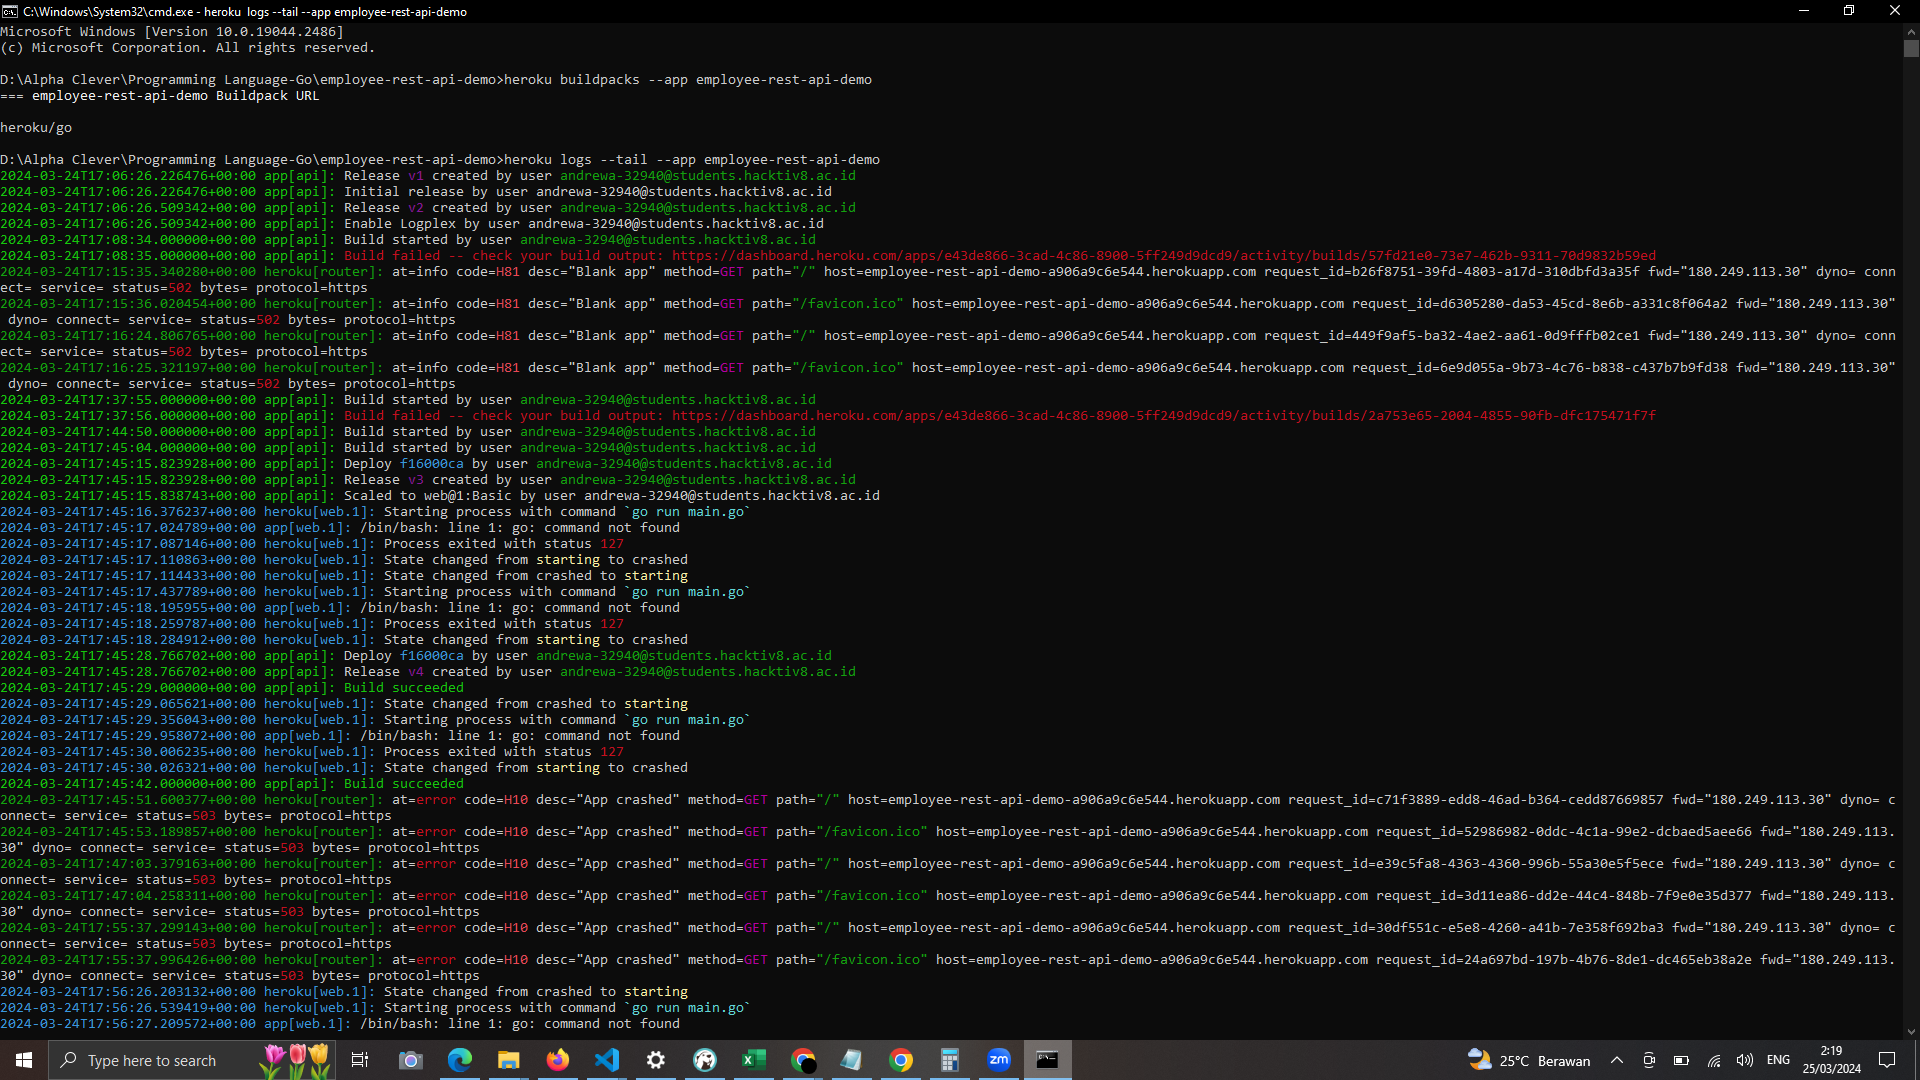 C:\Windows\System32\cmd.exe - heroku  logs --tail --app employee-rest-api-demo
Microsoft Windows [Version 10.0.19044.2486]
(c) Microsoft Corporation. All rights reserved.
D:\Alpha Clever\Programming Language-Go\employee-rest-api-demo>heroku buildpacks --app employee-rest-api-demo
=== employee-rest-api-demo Buildpack URL
heroku/go
D:\Alpha Clever\Programming Language-Go\employee-rest-api-demo>heroku logs --tail --app employee-rest-api-demo
2024-03-24T17:06:26.226476+00:00 app[api]: Release v1 created by user andrewa-32940@students.hacktiv8.ac.id
2024-03-24T17:06:26.226476+00:00 app[api]: Initial release by user andrewa-32940@students.hacktiv8.ac.id
2024-03-24T17:06:26.509342+00:00 app[api]: Release v2 created by user andrewa-32940@students.hacktiv8.ac.id
2024-03-24T17:06:26.509342+00:00 app[api]: Enable Logplex by user andrewa-32940@students.hacktiv8.ac.id
2024-03-24T17:08:34.000000+00:00 app[api]: Build started by user andrewa-32940@students.hacktiv8.ac.id
2024-03-24T17:08:35.000000+00:00 app[api]: Build failed -- check your build output: https://dashboard.heroku.com/apps/e43de866-3cad-4c86-8900-5ff249d9dcd9/activity/builds/57fd21e0-73e7-462b-9311-70d9832b59ed
2024-03-24T17:15:35.340280+00:00 heroku[router]: at=info code=H81 desc="Blank app" method=GET path="/" host=employee-rest-api-demo-a906a9c6e544.herokuapp.com request_id=b26f8751-39fd-4803-a17d-310dbfd3a35f fwd="180.249.113.30" dyno= conn
ect= service= status=502 bytes= protocol=https
2024-03-24T17:15:36.020454+00:00 heroku[router]: at=info code=H81 desc="Blank app" method=GET path="/favicon.ico" host=employee-rest-api-demo-a906a9c6e544.herokuapp.com request_id=d6305280-da53-45cd-8e6b-a331c8f064a2 fwd="180.249.113.30"
dyno= connect= service= status=502 bytes= protocol=https
2024-03-24T17:16:24.806765+00:00 heroku[router]: at=info code=H81 desc="Blank app" method=GET path="/" host=employee-rest-api-demo-a906a9c6e544.herokuapp.com request_id=449f9af5-ba32-4ae2-aa61-0d9fffb02ce1 fwd="180.249.113.30" dyno= conn
ect= service= status=502 bytes= protocol=https
2024-03-24T17:16:25.321197+00:00 heroku[router]: at=info code=H81 desc="Blank app" method=GET path="/favicon.ico" host=employee-rest-api-demo-a906a9c6e544.herokuapp.com request_id=6e9d055a-9b73-4c76-b838-c437b7b9fd38 fwd="180.249.113.30"
dyno= connect= service= status=502 bytes= protocol=https
2024-03-24T17:37:55.000000+00:00 app[api]: Build started by user andrewa-32940@students.hacktiv8.ac.id
2024-03-24T17:37:56.000000+00:00 app[api]: Build failed -- check your build output: https://dashboard.heroku.com/apps/e43de866-3cad-4c86-8900-5ff249d9dcd9/activity/builds/2a753e65-2004-4855-90fb-dfc175471f7f
2024-03-24T17:44:50.000000+00:00 app[api]: Build started by user andrewa-32940@students.hacktiv8.ac.id
2024-03-24T17:45:04.000000+00:00 app[api]: Build started by user andrewa-32940@students.hacktiv8.ac.id
2024-03-24T17:45:15.823928+00:00 app[api]: Deploy f16000ca by user andrewa-32940@students.hacktiv8.ac.id
2024-03-24T17:45:15.823928+00:00 app[api]: Release v3 created by user andrewa-32940@students.hacktiv8.ac.id
2024-03-24T17:45:15.838743+00:00 app[api]: Scaled to web@1:Basic by user andrewa-32940@students.hacktiv8.ac.id
2024-03-24T17:45:16.376237+00:00 heroku[web.1]: Starting process with command `go run main.go`
2024-03-24T17:45:17.024789+00:00 app[web.1]: /bin/bash: line 1: go: command not found
2024-03-24T17:45:17.087146+00:00 heroku[web.1]: Process exited with status 127
2024-03-24T17:45:17.110863+00:00 heroku[web.1]: State changed from starting to crashed
2024-03-24T17:45:17.114433+00:00 heroku[web.1]: State changed from crashed to starting
2024-03-24T17:45:17.437789+00:00 heroku[web.1]: Starting process with command `go run main.go`
2024-03-24T17:45:18.195955+00:00 app[web.1]: /bin/bash: line 1: go: command not found
2024-03-24T17:45:18.259787+00:00 heroku[web.1]: Process exited with status 127
2024-03-24T17:45:18.284912+00:00 heroku[web.1]: State changed from starting to crashed
2024-03-24T17:45:28.766702+00:00 app[api]: Deploy f16000ca by user andrewa-32940@students.hacktiv8.ac.id
2024-03-24T17:45:28.766702+00:00 app[api]: Release v4 created by user andrewa-32940@students.hacktiv8.ac.id
2024-03-24T17:45:29.000000+00:00 app[api]: Build succeeded
2024-03-24T17:45:29.065621+00:00 heroku[web.1]: State changed from crashed to starting
2024-03-24T17:45:29.356043+00:00 heroku[web.1]: Starting process with command `go run main.go`
2024-03-24T17:45:29.958072+00:00 app[web.1]: /bin/bash: line 1: go: command not found
2024-03-24T17:45:30.006235+00:00 heroku[web.1]: Process exited with status 127
2024-03-24T17:45:30.026321+00:00 heroku[web.1]: State changed from starting to crashed
2024-03-24T17:45:42.000000+00:00 app[api]: Build succeeded
2024-03-24T17:45:51.600377+00:00 heroku[router]: at=error code=H10 desc="App crashed" method=GET path="/" host=employee-rest-api-demo-a906a9c6e544.herokuapp.com request_id=c71f3889-edd8-46ad-b364-cedd87669857 fwd="180.249.113.30" dyno= c
onnect= service= status=503 bytes= protocol=https
2024-03-24T17:45:53.189857+00:00 heroku[router]: at=error code=H10 desc="App crashed" method=GET path="/favicon.ico" host=employee-rest-api-demo-a906a9c6e544.herokuapp.com request_id=52986982-0ddc-4c1a-99e2-dcbaed5aee66 fwd="180.249.113.
30" dyno= connect= service= status=503 bytes= protocol=https
2024-03-24T17:47:03.379163+00:00 heroku[router]: at=error code=H10 desc="App crashed" method=GET path="/" host=employee-rest-api-demo-a906a9c6e544.herokuapp.com request_id=e39c5fa8-4363-4360-996b-55a30e5f5ece fwd="180.249.113.30" dyno= c
onnect= service= status=503 bytes= protocol=https
2024-03-24T17:47:04.258311+00:00 heroku[router]: at=error code=H10 desc="App crashed" method=GET path="/favicon.ico" host=employee-rest-api-demo-a906a9c6e544.herokuapp.com request_id=3d11ea86-dd2e-44c4-848b-7f9e0e35d377 fwd="180.249.113.
30" dyno= connect= service= status=503 bytes= protocol=https
2024-03-24T17:55:37.299143+00:00 heroku[router]: at=error code=H10 desc="App crashed" method=GET path="/" host=employee-rest-api-demo-a906a9c6e544.herokuapp.com request_id=30df551c-e5e8-4260-a41b-7e358f692ba3 fwd="180.249.113.30" dyno= c
onnect= service= status=503 bytes= protocol=https
2024-03-24T17:55:37.996426+00:00 heroku[router]: at=error code=H10 desc="App crashed" method=GET path="/favicon.ico" host=employee-rest-api-demo-a906a9c6e544.herokuapp.com request_id=24a697bd-197b-4b76-8de1-dc465eb38a2e fwd="180.249.113.
30" dyno= connect= service= status=503 bytes= protocol=https
2024-03-24T17:56:26.203132+00:00 heroku[web.1]: State changed from crashed to starting
2024-03-24T17:56:26.539419+00:00 heroku[web.1]: Starting process with command `go run main.go`
2024-03-24T17:56:27.209572+00:00 app[web.1]: /bin/bash: line 1: go: command not found
Type here to search
zm
25°C Berawan
ENG
2:19
25/03/2024